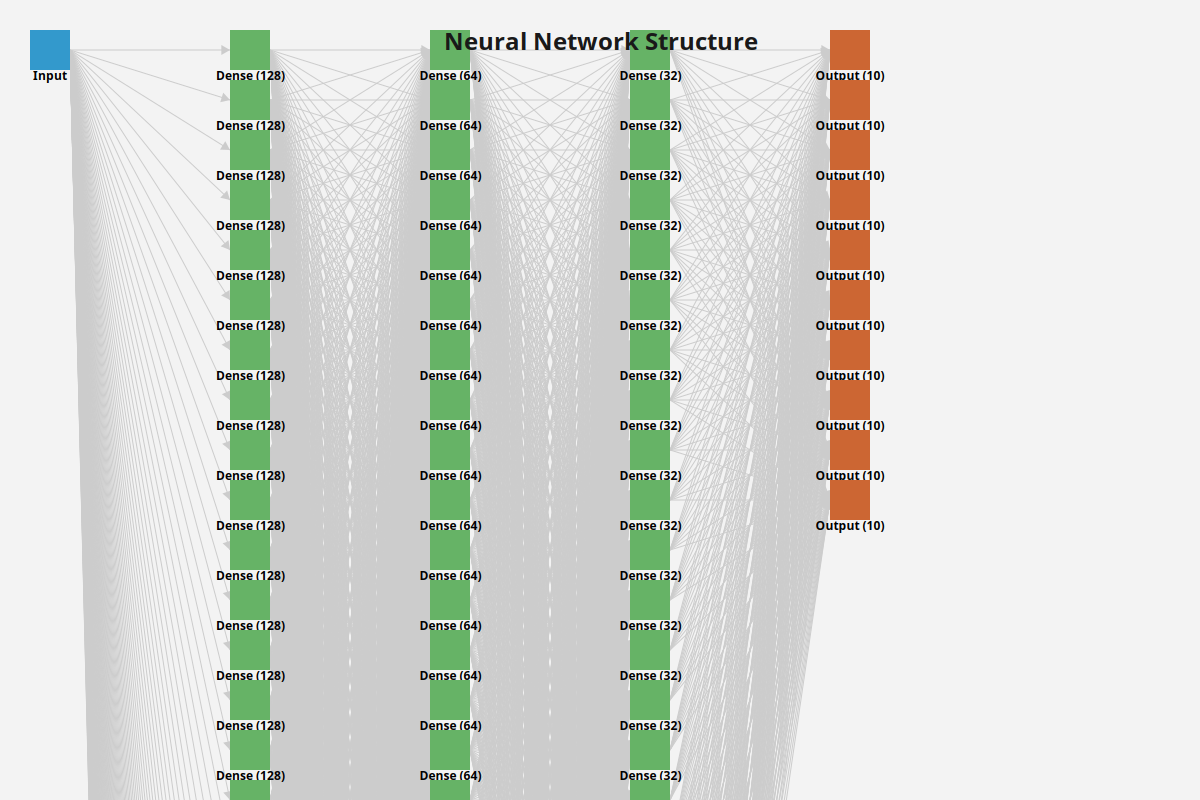 Neural Network Structure
Input Dense (128) Dense (64) Dense (32) Output (10)
Dense (128) Dense (64) Dense (32) Output (10)
Dense (128) Dense (64) Dense (32) Output (10)
Dense (128) Dense (64) Dense (32) Output (10)
Dense (128) Dense (64) Dense (32) Output (10)
Dense (128) Dense (64) Dense (32) Output (10)
Dense (128) Dense (64) Dense (32) Output (10)
Dense (128) Dense (64) Dense (32) Output (10)
Dense (128) Dense (64) Dense (32) Output (10)
Dense (128) Dense (64) Dense (32) Output (10)
Dense (128) Dense (64) Dense (32)
Dense (128) Dense (64) Dense (32)
Dense (128) Dense (64) Dense (32)
Dense (128) Dense (64) Dense (32)
Dense (128) Dense (64) Dense (32)